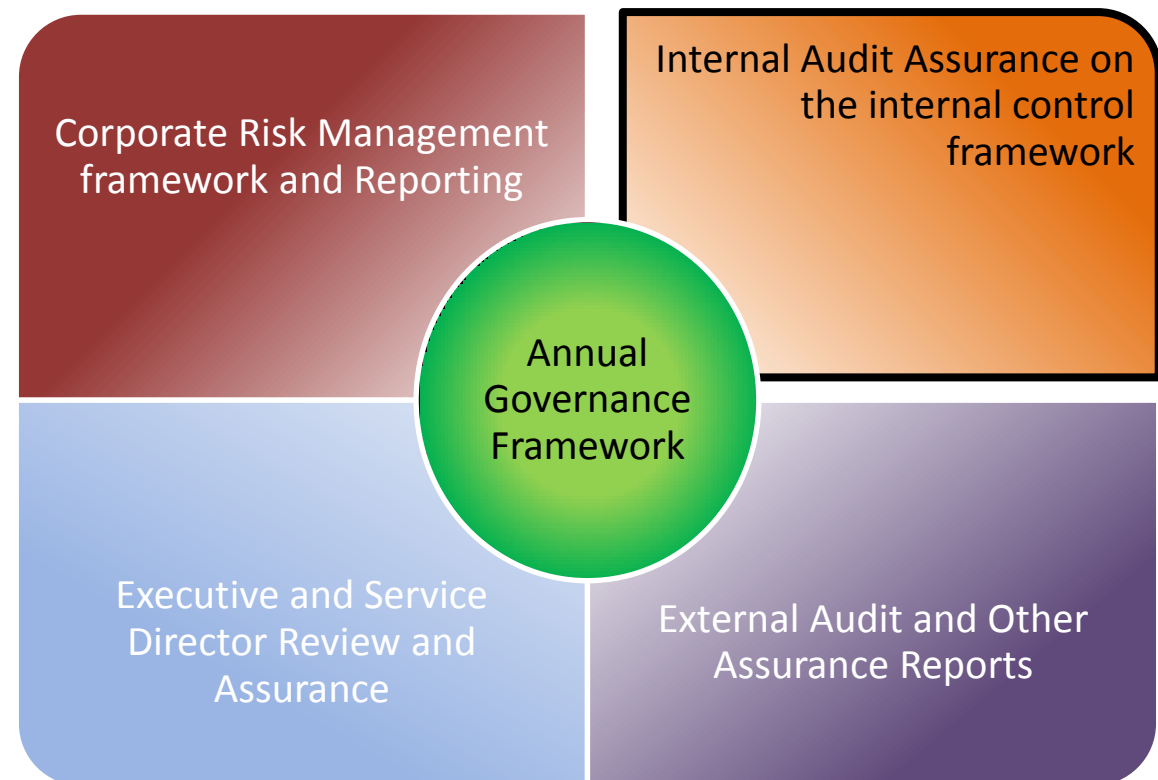 Corporate Risk Management
framework and Reporting
Internal Audit Assurance on
the internal control
framework
Annual
Governance
Framework
Executive and Service
Director Review and
Assurance
External Audit and Other
Assurance Reports